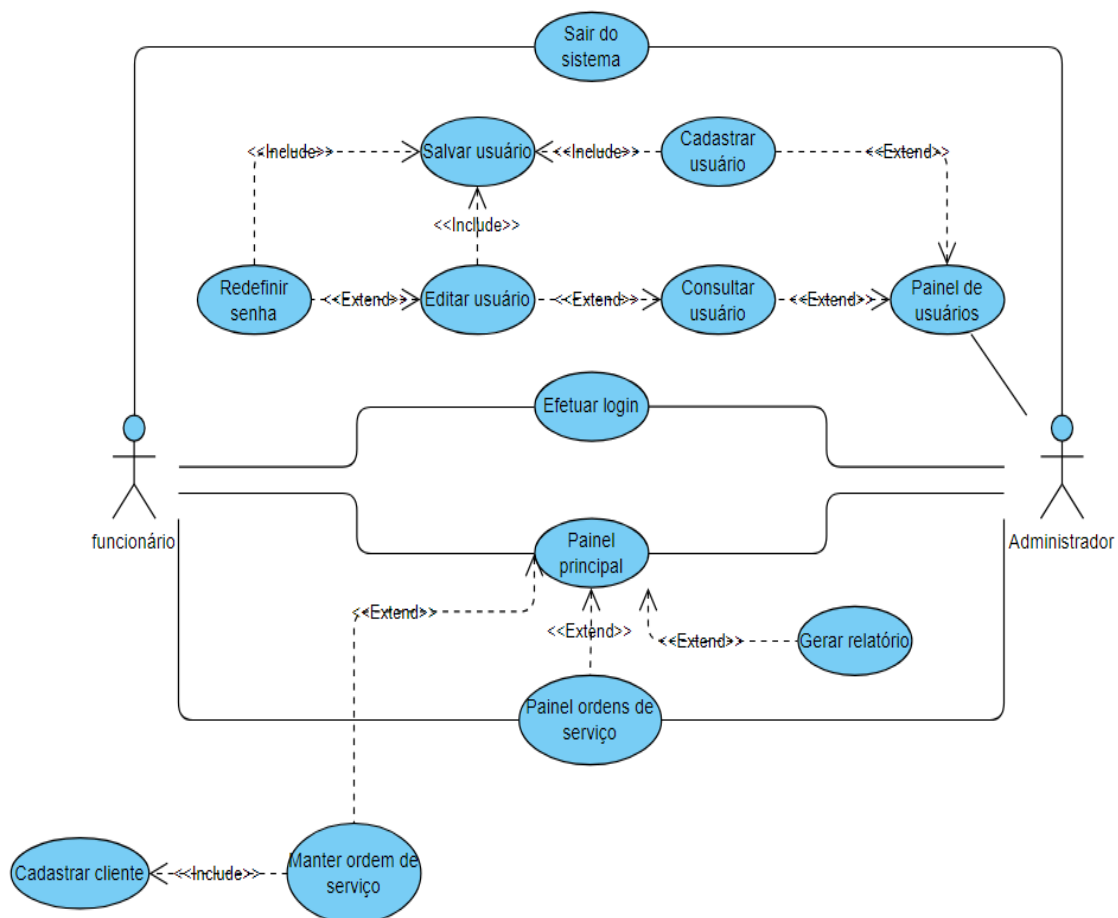 Sair do
sistema
<<Include>>
Salvar usuário
<<Include>>
Cadastrar
usuário
<<Extend>>
<<Include>>
Redefinir
senha
<<Extend>>
Editar usuário
<<Extend>>
Consultar
usuário
<<Extend>>
Painel de
usuários
Efetuar login
funcionário
Administrador
Painel
principal
<<Extend>>
<<Extend>>
<<Extend>>
Gerar relatório
Painel ordens de
serviço
Cadastrar cliente
<<Include>>
Manter ordem de
serviço